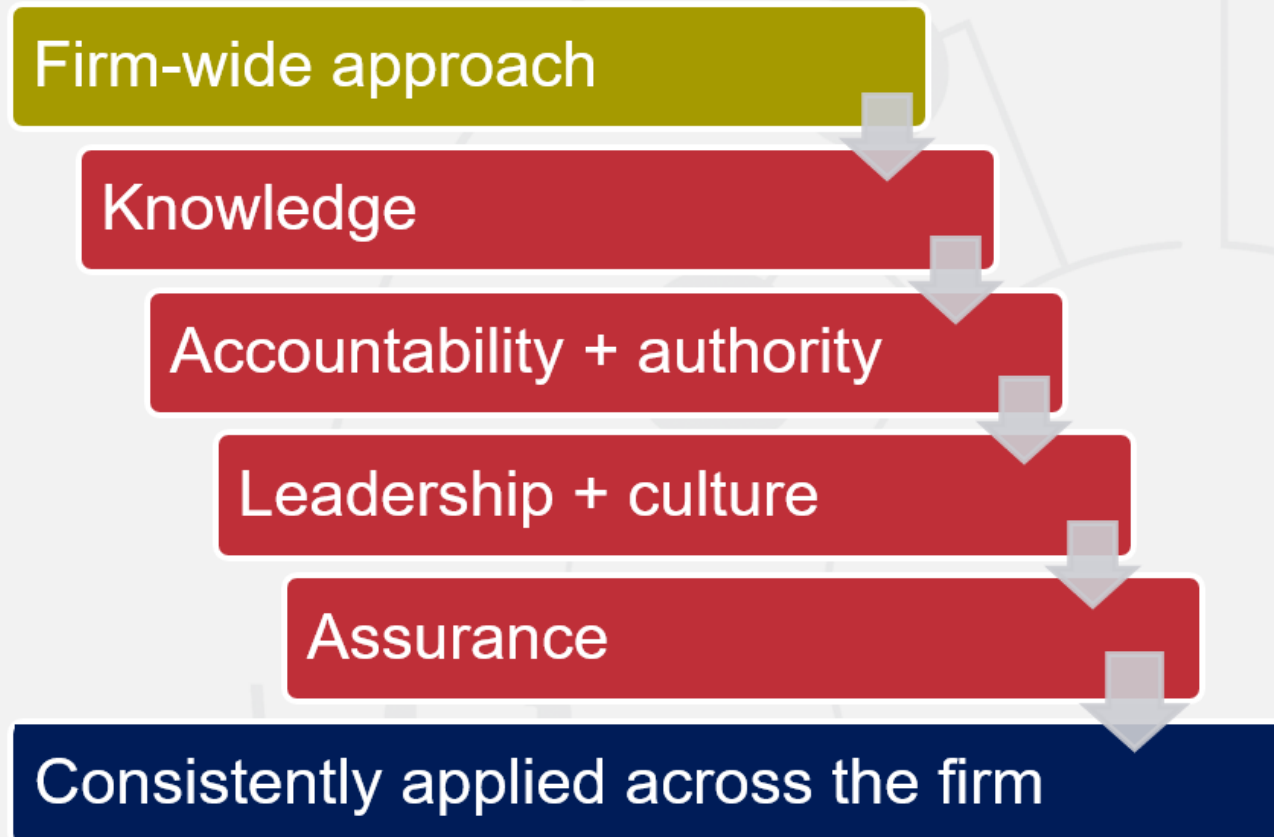 Firm-wide approach
Knowledge
Accountability + authority
Leadership + culture
Assurance
Consistently applied across the firm